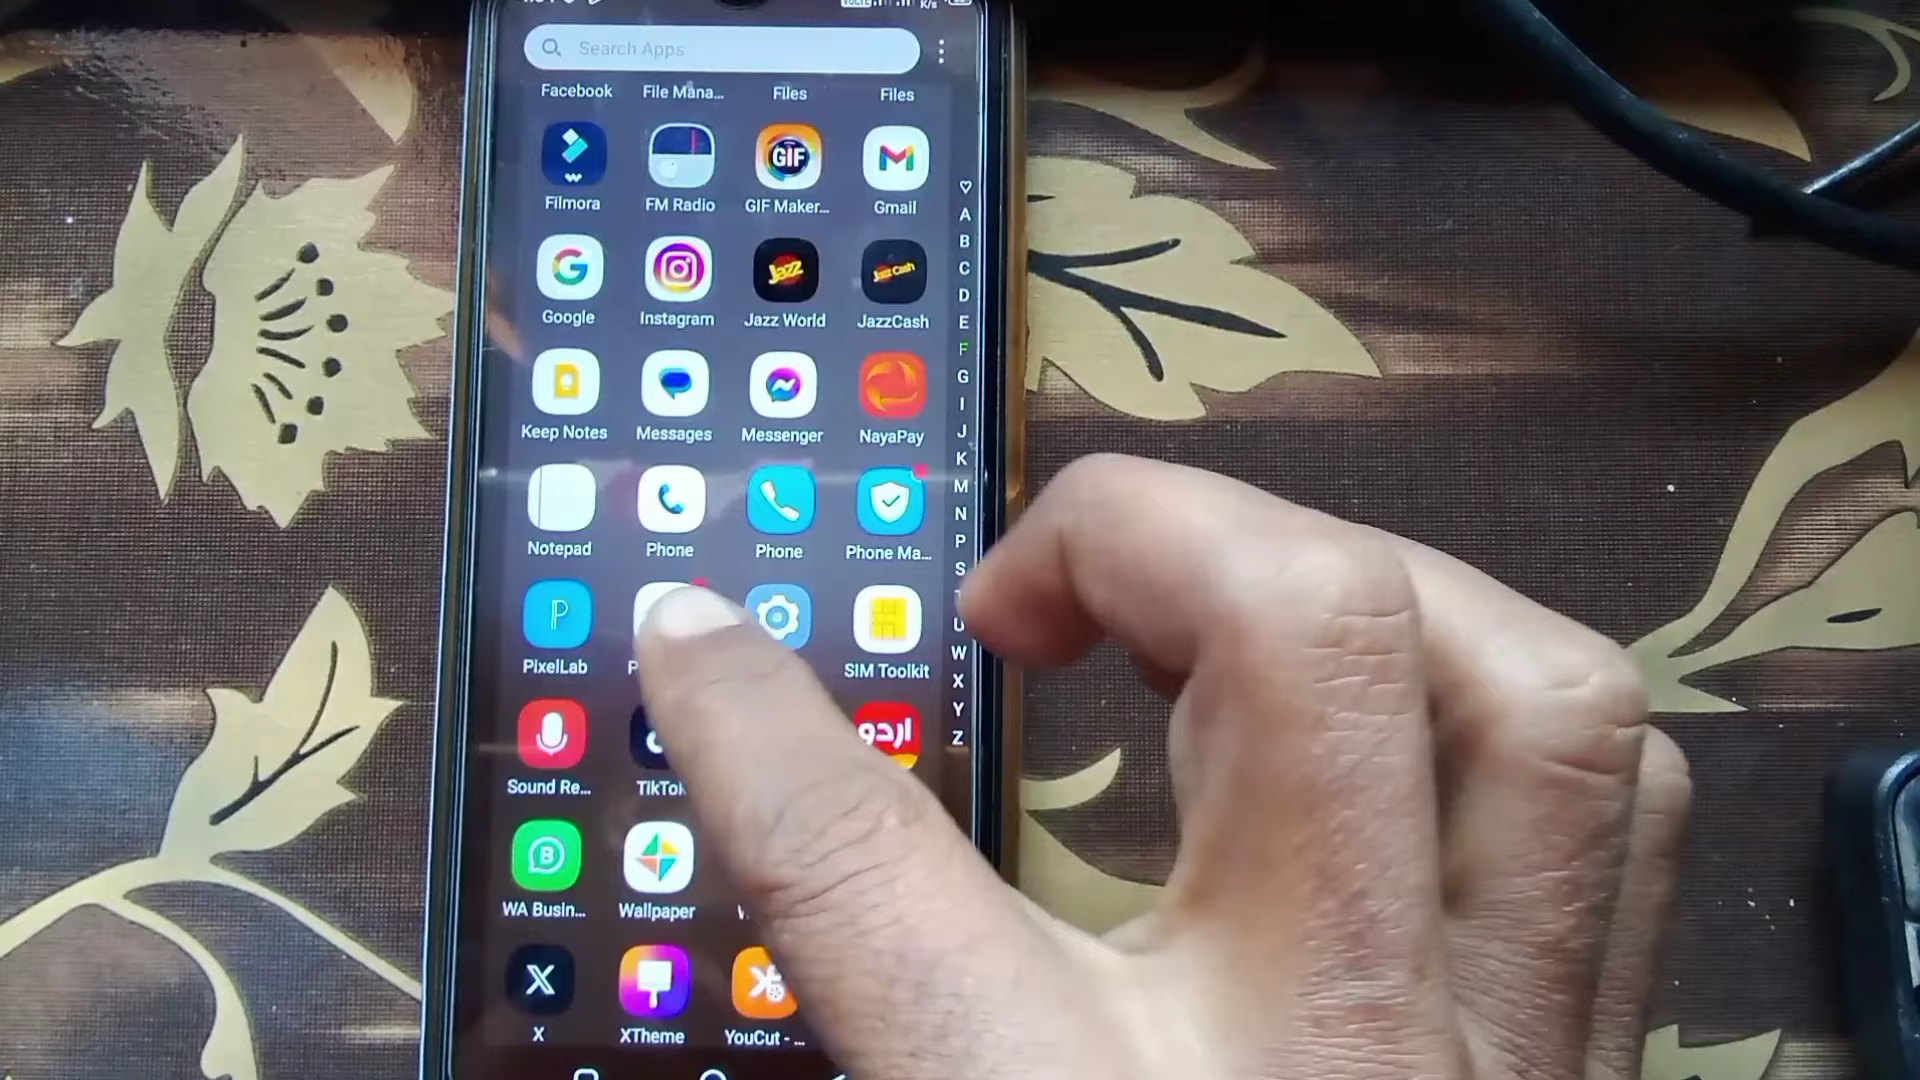 Search Apps
Facebook File Mana... Files Files
GIF
Filmora FM Radio GIF Maker... Gmail
Jazz JazzCash
Google Instagram Jazz World JazzCash
Keep Notes Messages Messenger NayaPay
Notepad Phone Phone Phone Ma...
P
PixelLab SIM Toolkit
اردو
Sound Re... TikTok
B
WA Busin... Wallpaper
X
X XTheme YouCut - ...
A
B
C
D
E
F
G
I
J
K
M
N
P
S
T
U
W
X
Y
Z